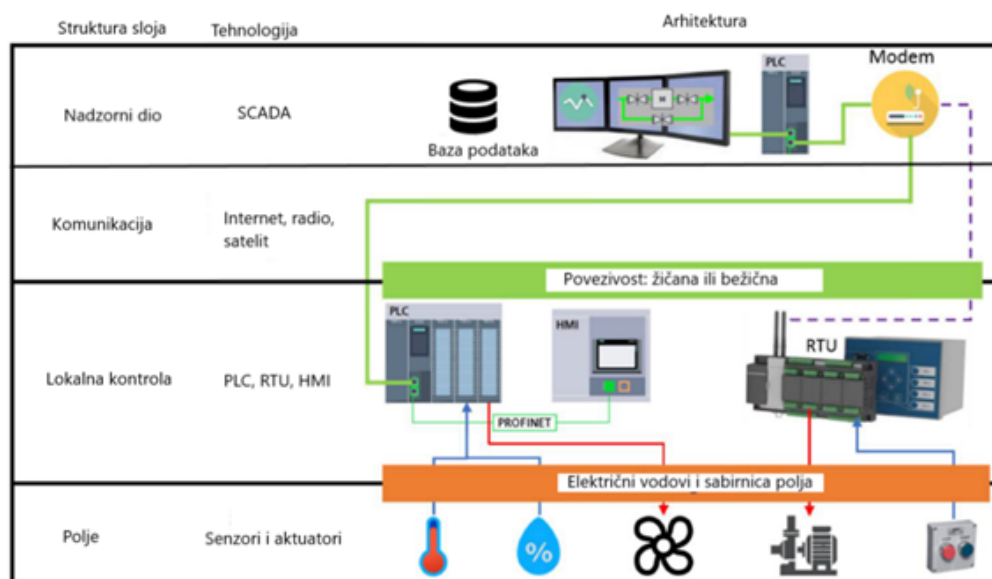 Struktura sloja
Tehnologija
Arhitektura
Nadzorni dio
SCADA
Baza podataka
PLC
Modem
Komunikacija
Internet, radio,
satelit
Povezivost: žičana ili bežična
Lokalna kontrola
PLC, RTU, HMI
PLC
HMI
RTU
PROFINET
Električni vodovi i sabirnica polja
Polje
Senzori i aktuatori
%